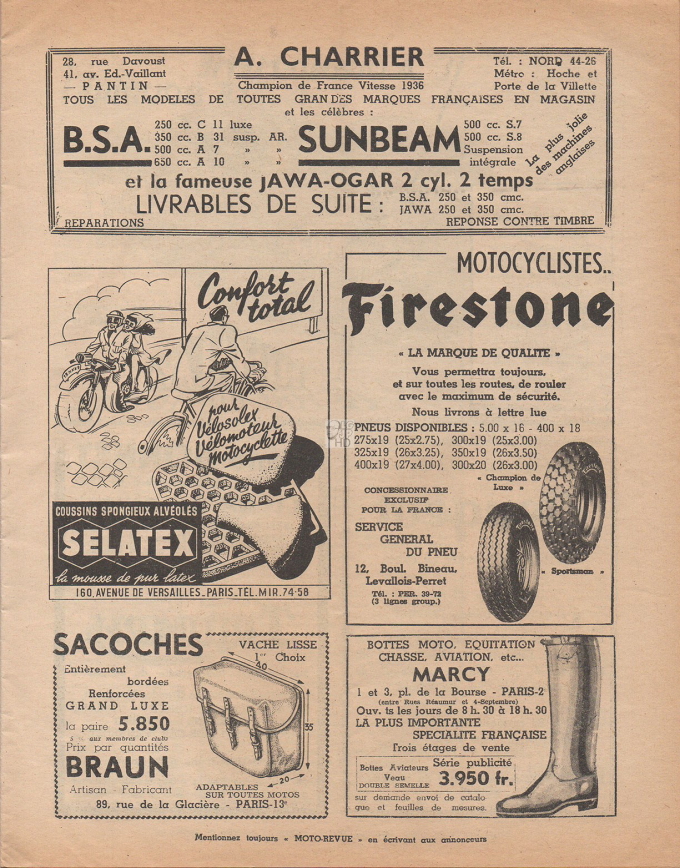 A. CHARRIER
28, rue Davoust
41, av. Ed.-Vaillant
— PANTIN —
Champion de France Vitesse 1936
Tél. : NORD 44-26
Métro : Hoche et
Porte de la Villette
TOUS LES MODELES DE TOUTES GRANDES MARQUES FRANÇAISES EN MAGASIN
et les célèbres :
B.S.A.
250 cc. C 11 luxe
350 cc. B 31 susp. AR.
500 cc. A 7 » »
650 cc. A 10 » »
SUNBEAM
500 cc. S.7
500 cc. S.8
Suspension
intégrale
La plus jolie
des machines
anglaises
et la fameuse JAWA-OGAR 2 cyl. 2 temps
LIVRABLES DE SUITE :
B.S.A. 250 et 350 cmc.
JAWA 250 et 350 cmc.
REPARATIONS
REPONSE CONTRE TIMBRE
Confort
total
pour
Vélosolex
Vélomoteur
Motocyclette
COUSSINS SPONGIEUX ALVÉOLÉS
SELATEX
la mousse de pur latex
160, AVENUE DE VERSAILLES_PARIS_TÉL.MIR.74-58
MOTOCYCLISTES..
Firestone
« LA MARQUE DE QUALITE »
Vous permettra toujours,
et sur toutes les routes, de rouler
avec le maximum de sécurité.
Nous livrons à lettre lue
PNEUS DISPONIBLES : 5.00 x 16 - 400 x 18
275x19 (25x2.75), 300x19 (25x3.00)
325x19 (26x3.25), 350x19 (26x3.50)
400x19 (27x4.00), 300x20 (26x3.00)
« Champion de
Luxe »
CONCESSIONNAIRE
EXCLUSIF
POUR LA FRANCE :
SERVICE
GENERAL
DU PNEU
12, Boul. Bineau,
Levallois-Perret
Tél. : PER. 39-72
(3 lignes group.)
« Sportsman »
SACOCHES
VACHE LISSE
1er Choix
Entièrement
bordées
Renforcées
GRAND LUXE
la paire 5.850
5 % aux membres de clubs
Prix par quantités
BRAUN
Artisan - Fabricant
40
35
20
ADAPTABLES
SUR TOUTES MOTOS
89, rue de la Glacière - PARIS-13e
BOTTES MOTO, EQUITATION
CHASSE, AVIATION, etc...
MARCY
1 et 3, pl. de la Bourse - PARIS-2e
(entre Rues Réaumur et 4-Septembre)
Ouv. ts les jours de 8 h. 30 à 18 h. 30
LA PLUS IMPORTANTE
SPECIALITE FRANÇAISE
Trois étages de vente
Bottes Aviateurs
Veau
DOUBLE SEMELLE
Série publicité
3.950 fr.
sur demande envoi de catalo
gue et feuilles de mesures.
Mentionnez toujours « MOTO-REVUE » en écrivant aux annonceurs